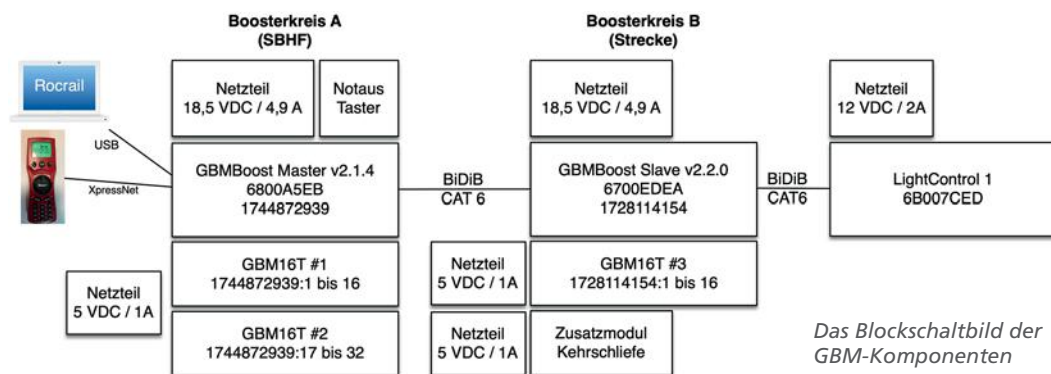 Boosterkreis A
(SBHF)
Boosterkreis B
(Strecke)
Rocrail
Netzteil
18,5 VDC / 4,9 A
Notaus
Taster
Netzteil
18,5 VDC / 4,9 A
Netzteil
12 VDC / 2A
USB
XpressNet
GBMBoost Master v2.1.4
6800A5EB
1744872939
BiDiB
CAT 6
GBMBoost Slave v2.2.0
6700EDEA
1728114154
BiDiB
CAT6
LightControl 1
6B007CED
Netzteil
5 VDC / 1A
GBM16T #1
1744872939:1 bis 16
Netzteil
5 VDC / 1A
GBM16T #3
1728114154:1 bis 16
GBM16T #2
1744872939:17 bis 32
Netzteil
5 VDC / 1A
Zusatzmodul
Kehrschliefe
Das Blockschaltbild der
GBM-Komponenten